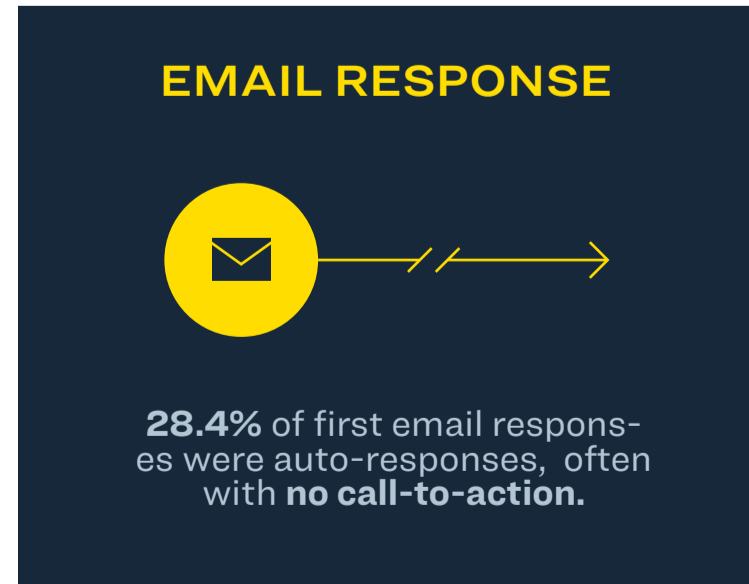 EMAIL RESPONSE
28.4% of first email respons-
es were auto-responses,  often
with no call-to-action.